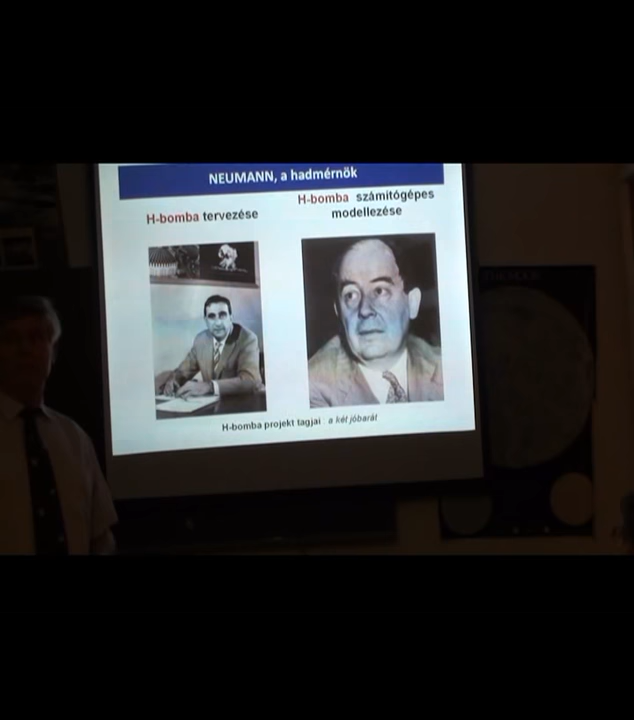 NEUMANN, a hadmérnök
H-bomba tervezése
H-bomba számítógépes
modellezése
H-bomba projekt tagjai : a két jóbarát